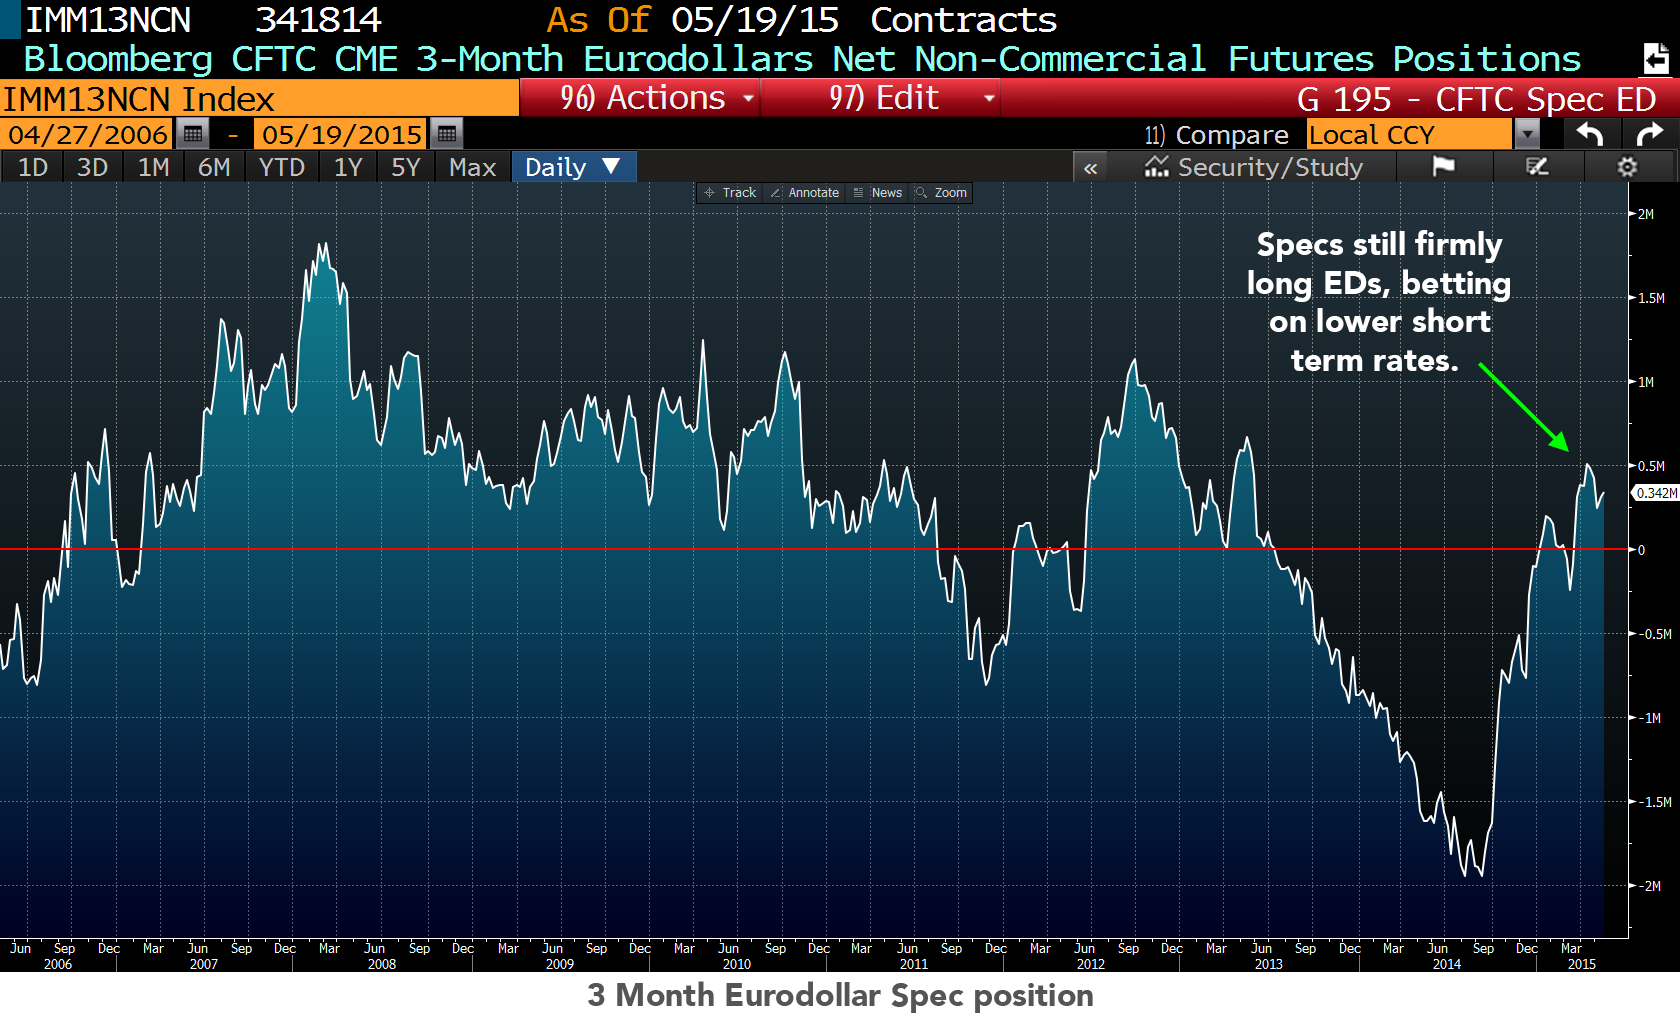 IMM13NCN 341814 As Of 05/19/15 Contracts
Bloomberg CFTC CME 3-Month Eurodollars Net Non-Commercial Futures Positions
IMM13NCN Index 96) Actions 97) Edit G 195 - CFTC Spec ED
04/27/2006 - 05/19/2015 11) Compare Local CCY
1D 3D 1M 6M YTD 1Y 5Y Max Daily ▼ « Security/Study
Track Annotate News Zoom
2M
Specs still firmly
long EDs, betting
on lower short
term rates.
1.5M
1M
0.5M
0.342M
0
-0.5M
-1M
-1.5M
-2M
Jun Sep Dec Mar Jun Sep Dec Mar Jun Sep Dec Mar Jun Sep Dec Mar Jun Sep Dec Mar Jun Sep Dec Mar Jun Sep Dec Mar Jun Sep Dec Mar Jun Sep Dec Mar
2006 2007 2008 2009 2010 2011 2012 2013 2014 2015
3 Month Eurodollar Spec position